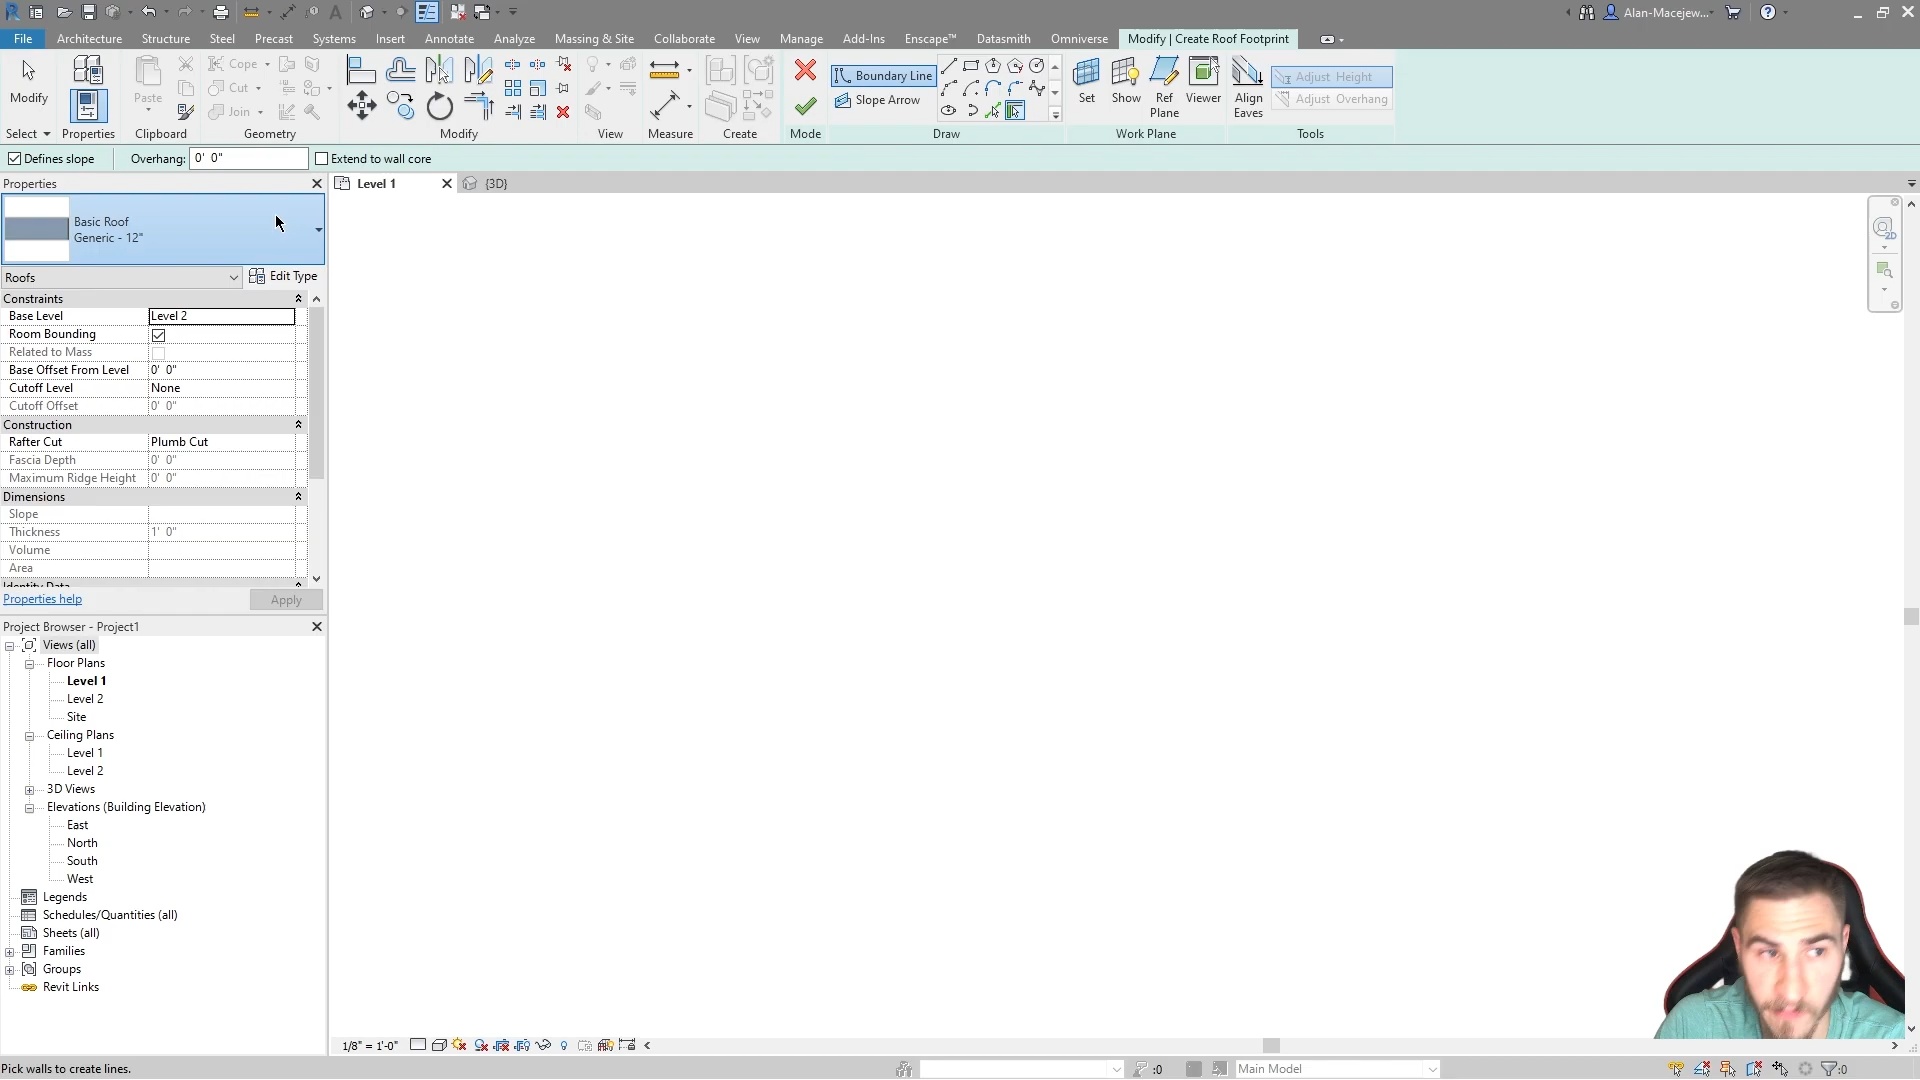 Alan-Macejew...
File
Architecture
Structure
Steel
Precast
Systems
Insert
Annotate
Analyze
Massing & Site
Collaborate
View
Manage
Add-Ins
Enscape™
Datasmith
Omniverse
Modify | Create Roof Footprint
Modify
Paste
Cope
Cut
Join
Boundary Line
Slope Arrow
Set
Show
Ref
Plane
Viewer
Align
Eaves
Adjust Height
Adjust Overhang
Select
Properties
Clipboard
Geometry
Modify
View
Measure
Create
Mode
Draw
Work Plane
Tools
Defines slope
Overhang: 0' 0"
Extend to wall core
Properties
Level 1
{3D}
Basic Roof
Generic - 12"
Roofs
Edit Type
Constraints
Base Level Level 2
Room Bounding
Related to Mass
Base Offset From Level 0' 0"
Cutoff Level None
Cutoff Offset 0' 0"
Construction
Rafter Cut Plumb Cut
Fascia Depth 0' 0"
Maximum Ridge Height 0' 0"
Dimensions
Slope
Thickness 1' 0"
Volume
Area
Identity Data
Properties help
Apply
Project Browser - Project1
Views (all)
Floor Plans
Level 1
Level 2
Site
Ceiling Plans
Level 1
Level 2
3D Views
Elevations (Building Elevation)
East
North
South
West
Legends
Schedules/Quantities (all)
Sheets (all)
Families
Groups
Revit Links
2D
1/8" = 1'-0"
Pick walls to create lines.
:0
Main Model
:0